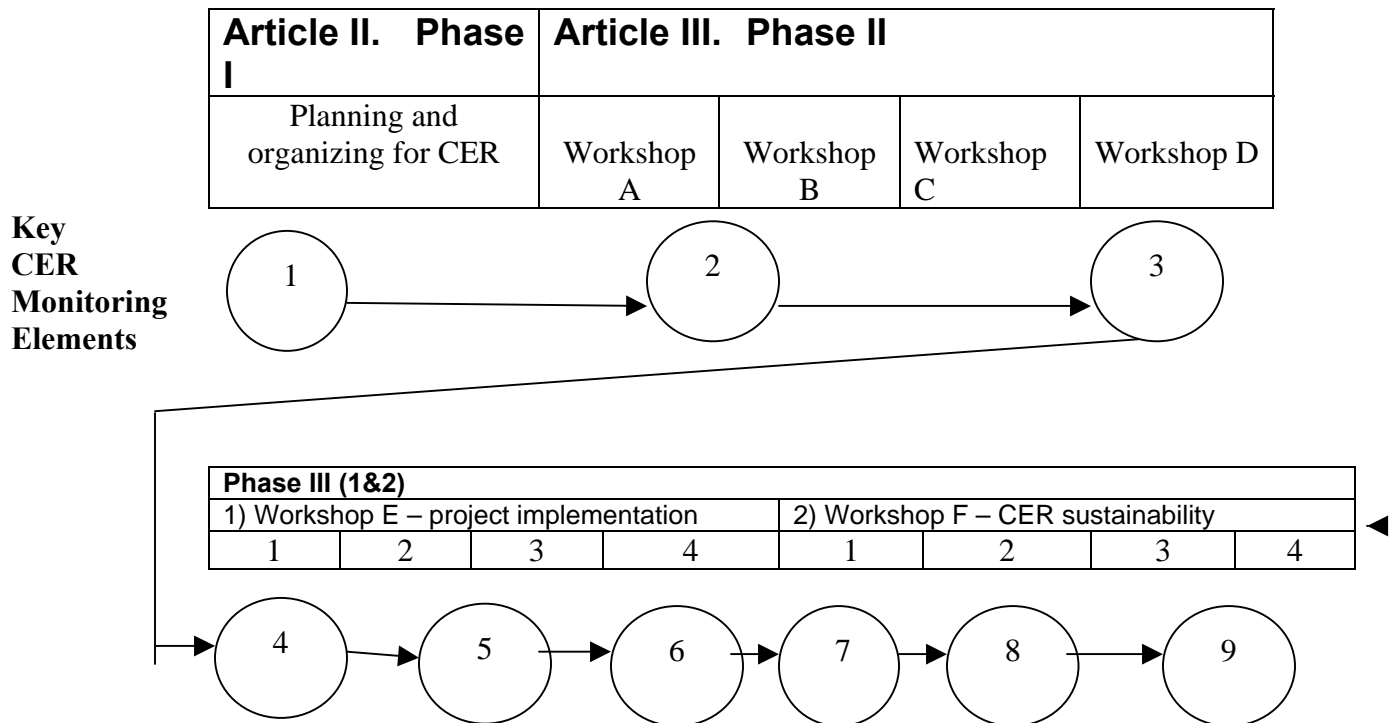 Article II. Phase
I
Article III. Phase II
Planning and
organizing for CER
Workshop
A
Workshop
B
Workshop
C
Workshop D
Key
CER
Monitoring
Elements
1
2
3
Phase III (1&2)
1) Workshop E – project implementation
2) Workshop F – CER sustainability
1 2 3 4 1 2 3 4
4 5 6 7 8 9